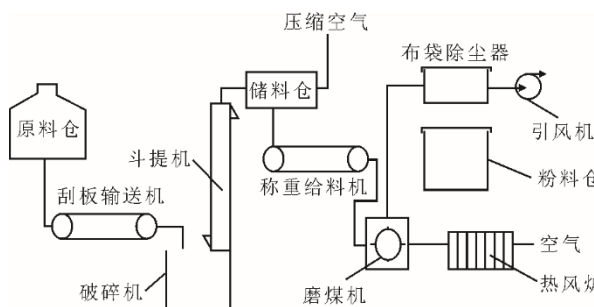 压缩空气
布袋除尘器
储料仓
原料仓
引风机
斗提机
称重给料机
粉料仓
刮板输送机
空气
破碎机
磨煤机
热风炉